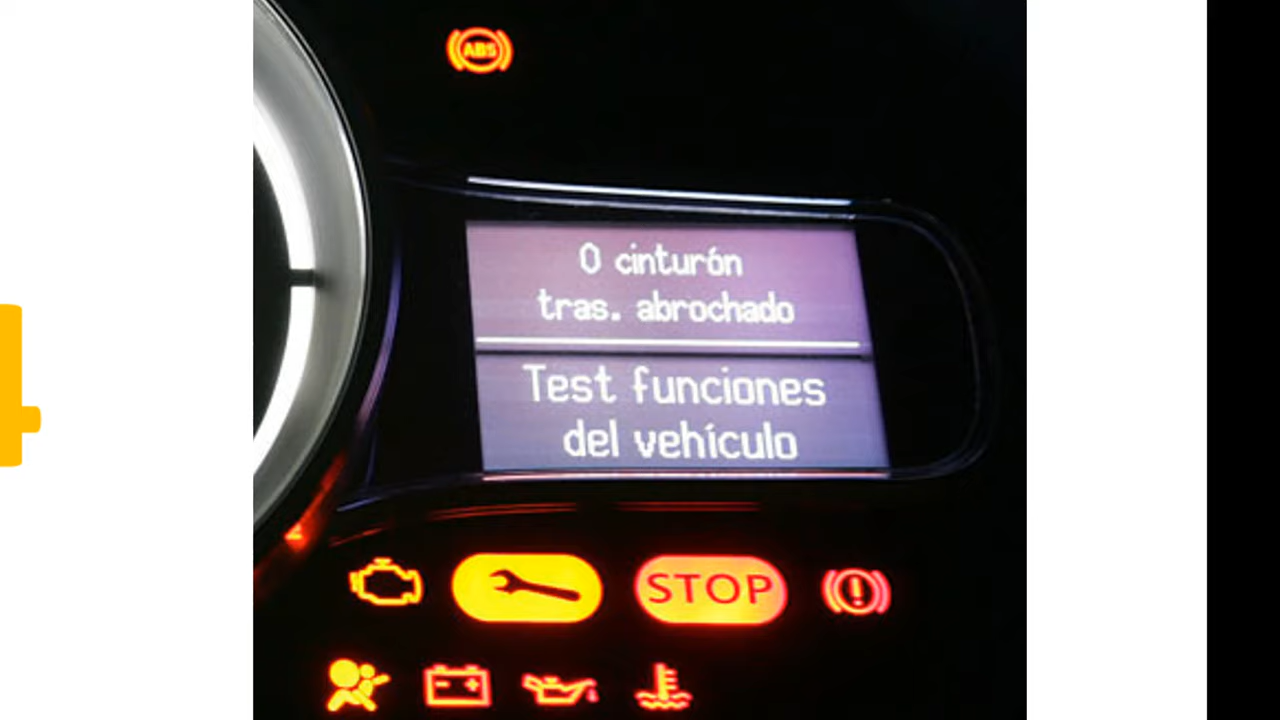 ABS
0 cinturón
tras. abrochado
Test funciones
del vehículo
STOP